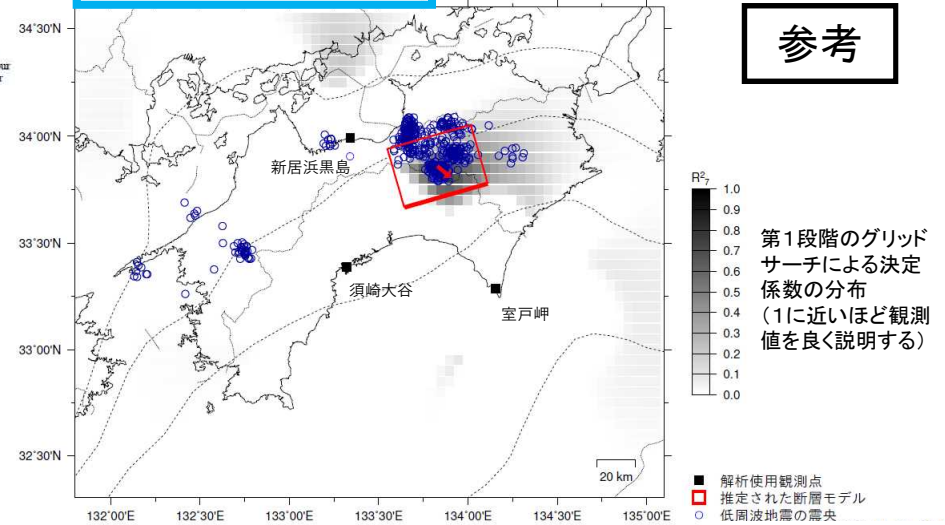 参考
34°30'N
34°00'N
33°30'N
33°00'N
32°30'N
132°00'E
132°30'E
133°00'E
133°30'E
134°00'E
134°30'E
135°00'E
新居浜黒島
須崎大谷
室戸岬
20 km
R²₇
1.0
0.9
0.8
0.7
0.6
0.5
0.4
0.3
0.2
0.1
0.0
第1段階のグリッド
サーチによる決定
係数の分布
(1に近いほど観測
値を良く説明する)
解析使用観測点
推定された断層モデル
低周波地震の震央